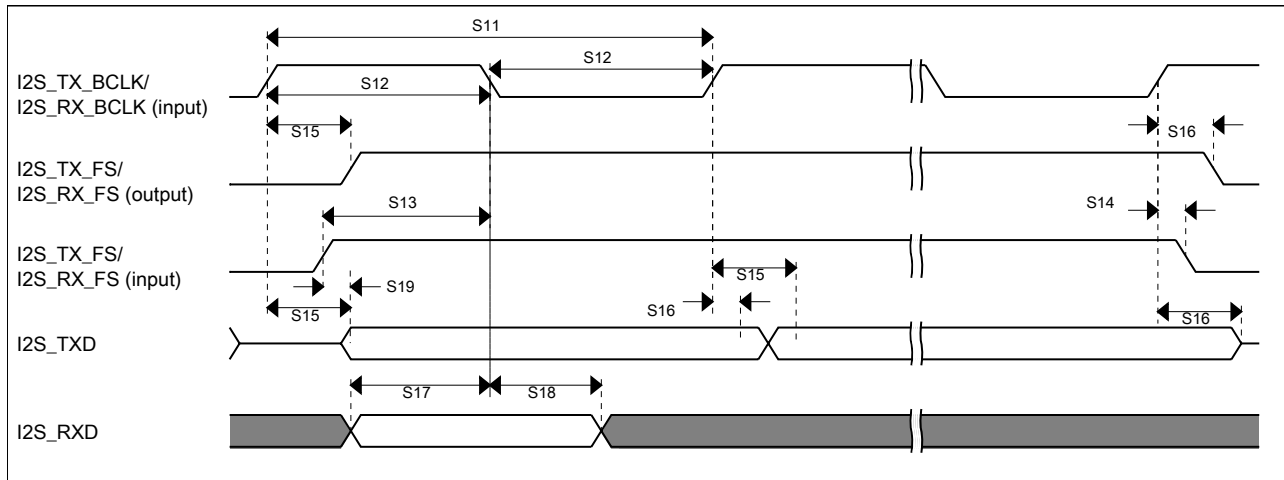 S11
S12
I2S_TX_BCLK/
I2S_RX_BCLK (input)
S12
S15
S16
I2S_TX_FS/
I2S_RX_FS (output)
S13
S14
I2S_TX_FS/
I2S_RX_FS (input)
S15
S19
S15
S16
S16
I2S_TXD
S17
S18
I2S_RXD